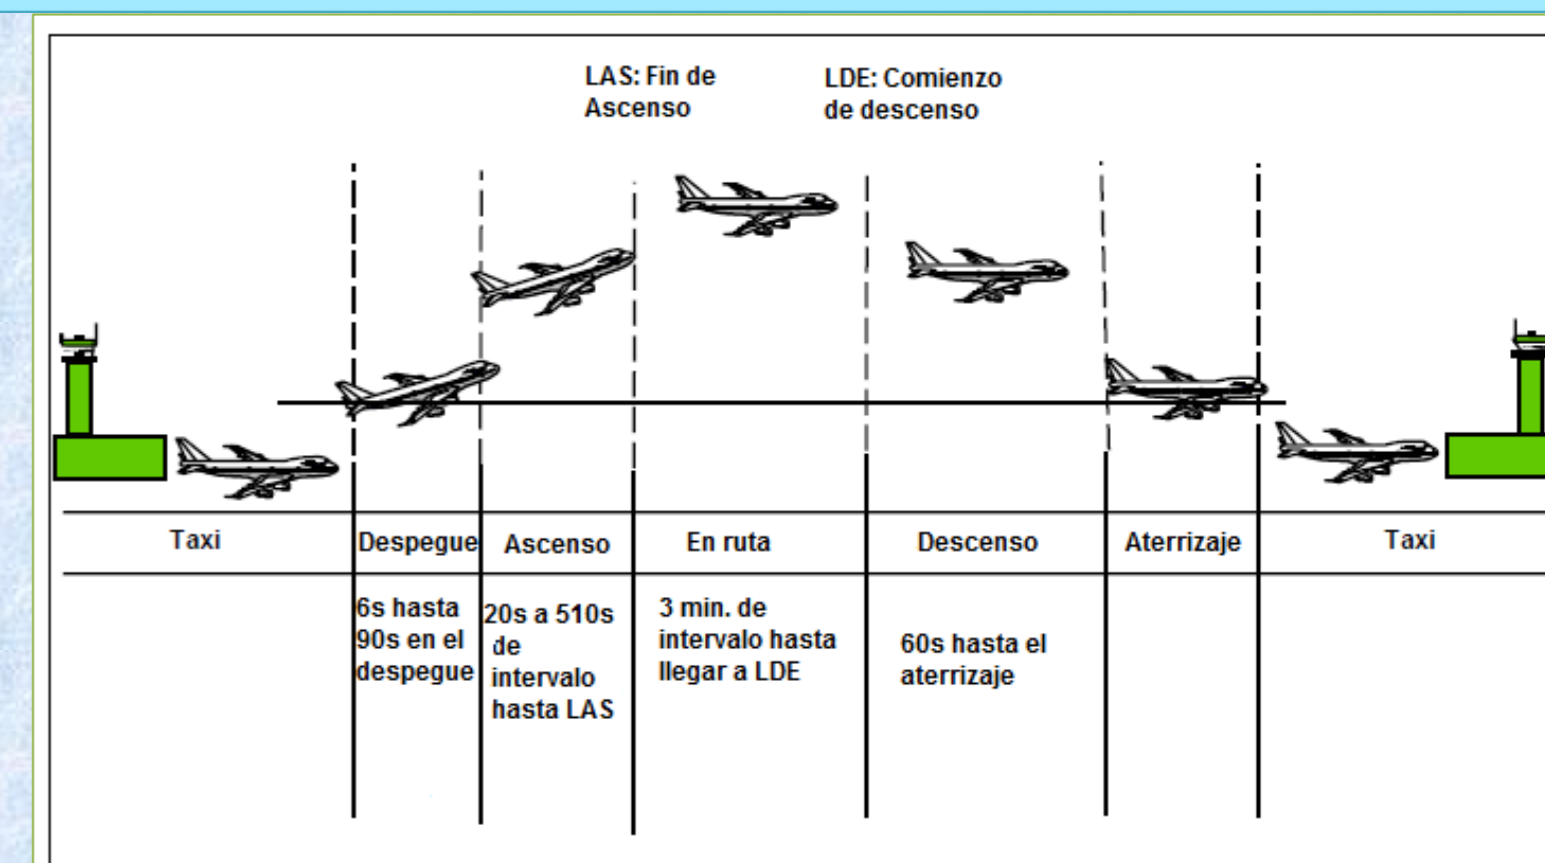 LAS: Fin de
Ascenso
LDE: Comienzo
de descenso
Taxi
Despegue
Ascenso
En ruta
Descenso
Aterrizaje
Taxi
6s hasta
90s en el
despegue
20s a 510s
de
intervalo
hasta LAS
3 min. de
intervalo hasta
llegar a LDE
60s hasta el
aterrizaje